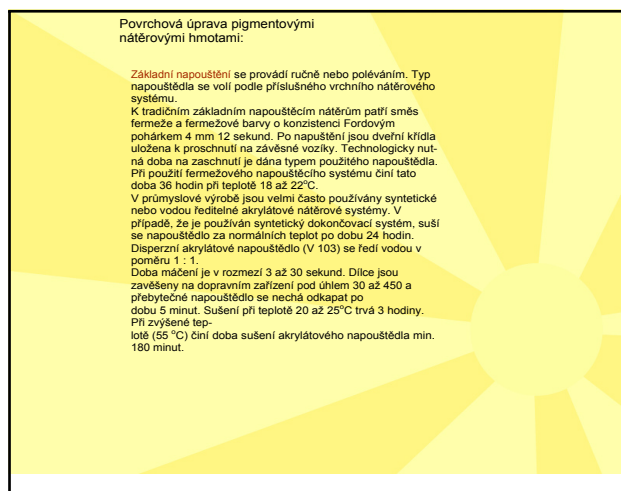 Povrchová úprava pigmentovými
nátěrovými hmotami:
Základní napouštění se provádí ručně nebo poléváním. Typ
napouštědla se volí podle příslušného vrchního nátěrového
systému.
K tradičním základním napouštěcím nátěrům patří směs
fermeže a fermežové barvy o konzistenci Fordovým
pohárkem 4 mm 12 sekund. Po napuštění jsou dveřní křídla
uložena k proschnutí na závěsné vozíky. Technologicky nut-
ná doba na zaschnutí je dána typem použitého napouštědla.
Při použití fermežového napouštěcího systému činí tato
doba 36 hodin při teplotě 18 až 22°C.
V průmyslové výrobě jsou velmi často používány syntetické
nebo vodou ředitelné akrylátové nátěrové systémy. V
případě, že je používán syntetický dokončovací systém, suší
se napouštědlo za normálních teplot po dobu 24 hodin.
Disperzní akrylátové napouštědlo (V 103) se ředí vodou v
poměru 1 : 1.
Doba máčení je v rozmezí 3 až 30 sekund. Dílce jsou
zavěšeny na dopravním zařízení pod úhlem 30 až 450 a
přebytečné napouštědlo se nechá odkapat po
dobu 5 minut. Sušení při teplotě 20 až 25°C trvá 3 hodiny.
Při zvýšené tep-
lotě (55 °C) činí doba sušení akrylátového napouštědla min.
180 minut.